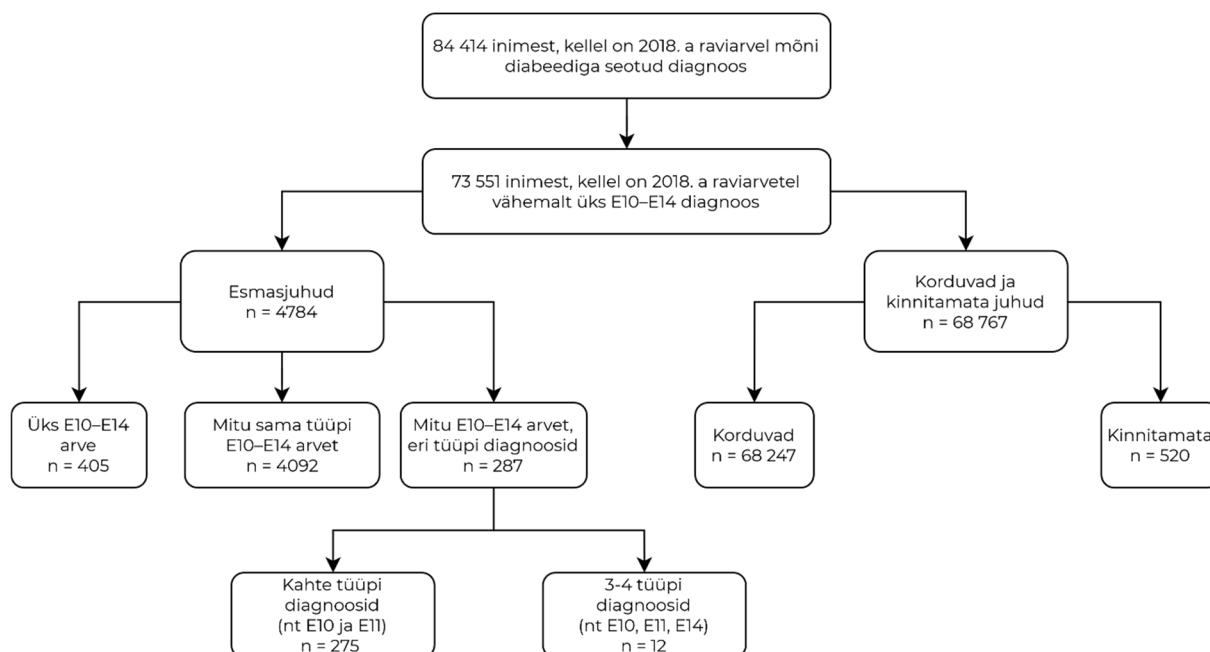 84 414 inimest, kellel on 2018. a raviarvel mõni
diabeediga seotud diagnoos
73 551 inimest, kellel on 2018. a raviarvetel
vähemalt üks E10–E14 diagnoos
Esmasjuhud
n = 4784
Korduvad ja
kinnitamata juhud
n = 68 767
Üks E10–E14
arve
n = 405
Mitu sama tüüpi
E10–E14 arvet
n = 4092
Mitu E10–E14 arvet,
eri tüüpi diagnoosid
n = 287
Korduvad
n = 68 247
Kinnitamata
n = 520
Kahte tüüpi
diagnoosid
(nt E10 ja E11)
n = 275
3-4 tüüpi
diagnoosid
(nt E10, E11, E14)
n = 12